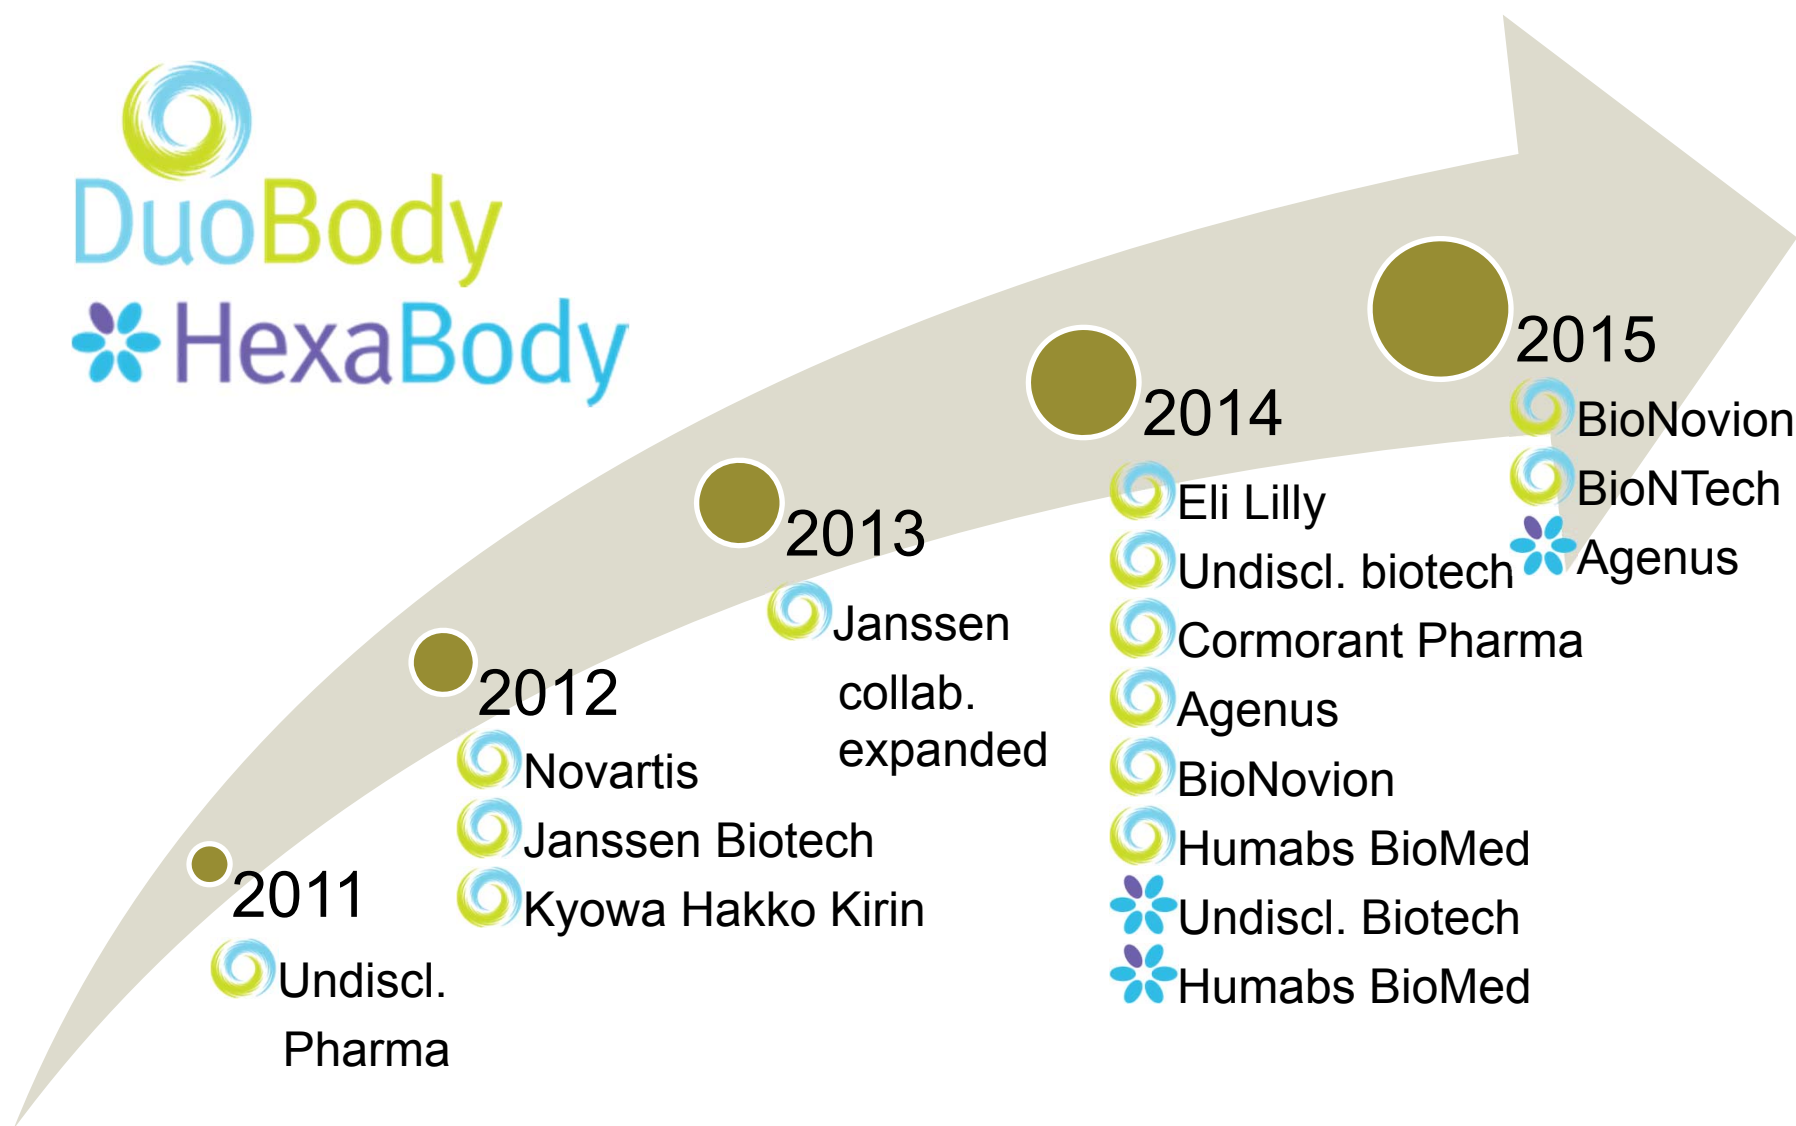 DuoBody
HexaBody
2011
Undiscl.
Pharma
2012
Novartis
Janssen Biotech
Kyowa Hakko Kirin
2013
Janssen
collab.
expanded
2014
Eli Lilly
Undiscl. biotech
Cormorant Pharma
Agenus
BioNovion
Humabs BioMed
Undiscl. Biotech
Humabs BioMed
2015
BioNovion
BioNTech
Agenus